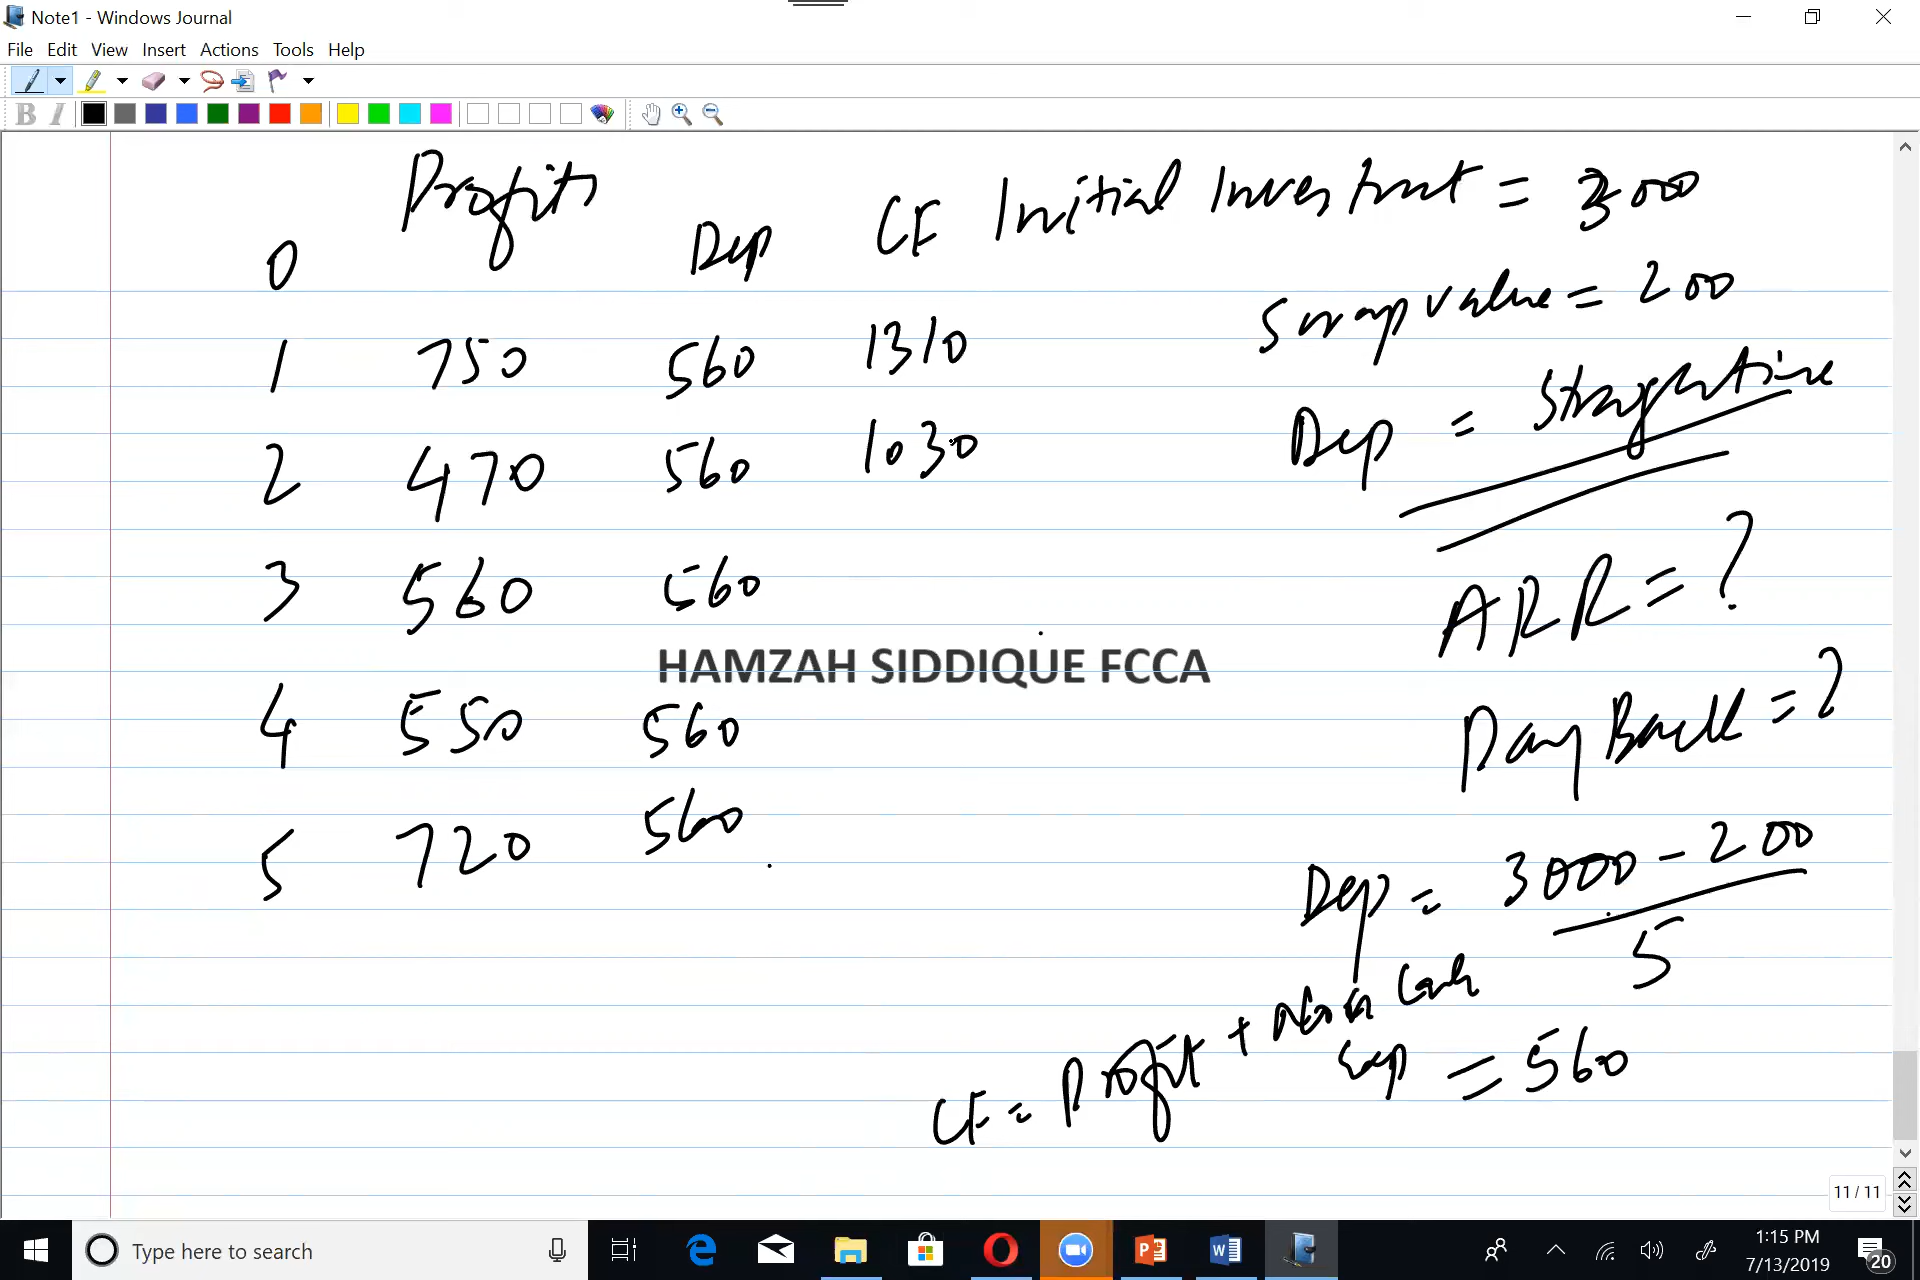 Note1 - Windows Journal
File Edit View Insert Actions Tools Help
B I
Profits Dep CF Initial Investment = 3000
0
Scrap value = 200
1 750 560 1310
Dep = Straight line
2 470 560 1030
3 560 560
ARR = ?
HAMZAH SIDDIQUE FCCA
4 550 560
Pay Back = ?
5 720 560
Dep = 3000 - 200
5
CF = Profit + Non Cash
Exp = 560
11 / 11
Type here to search
1:15 PM
7/13/2019
20